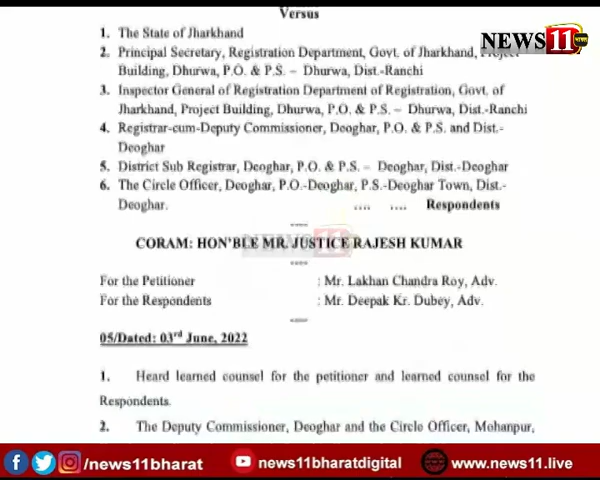 Versus
1. The State of Jharkhand
2. Principal Secretary, Registration Department, Govt. of Jharkhand, Project
Building, Dhurwa, P.O. & P.S. – Dhurwa, Dist.-Ranchi
3. Inspector General of Registration Department of Registration, Govt. of
Jharkhand, Project Building, Dhurwa, P.O. & P.S. – Dhurwa, Dist.-Ranchi
4. Registrar-cum-Deputy Commissioner, Deoghar, P.O. & P.S. and Dist.-
Deoghar
5. District Sub Registrar, Deoghar, P.O. & P.S. – Deoghar, Dist.-Deoghar
6. The Circle Officer, Deoghar, P.O.-Deoghar, P.S.-Deoghar Town, Dist.-
Deoghar. .... .... Respondents
----
CORAM: HON'BLE MR. JUSTICE RAJESH KUMAR
----
For the Petitioner : Mr. Lakhan Chandra Roy, Adv.
For the Respondents : Mr. Deepak Kr. Dubey, Adv.
----
05/Dated: 03rd June, 2022
1. Heard learned counsel for the petitioner and learned counsel for the
Respondents.
2. The Deputy Commissioner, Deoghar and the Circle Officer, Mohanpur,
NEWS11
NEWS11
/news11bharat news11bharatdigital www.news11.live